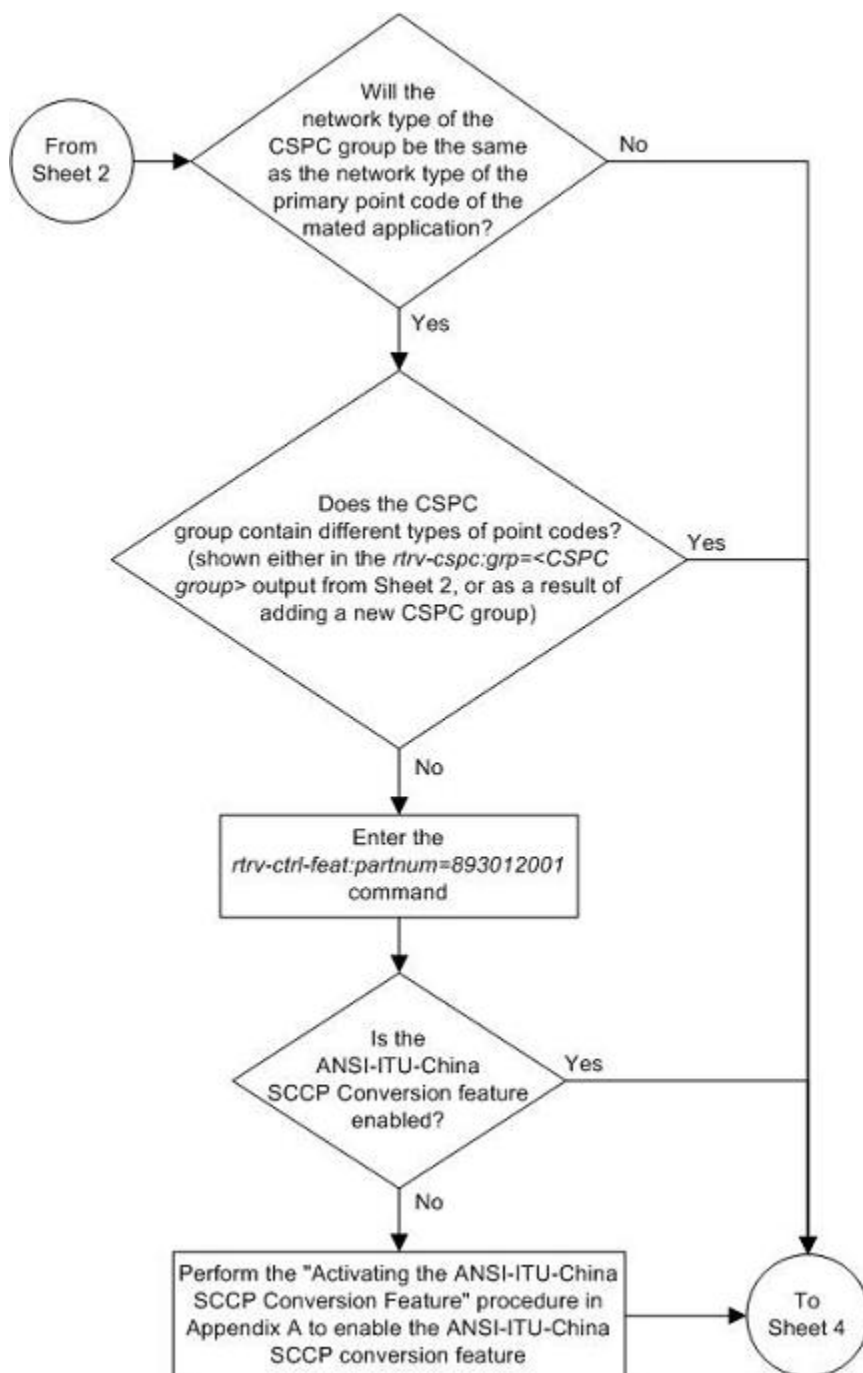 From
Sheet 2
Will the
network type of the
CSPC group be the same
as the network type of the
primary point code of the
mated application?
No
Yes
Does the CSPC
group contain different types of point codes?
(shown either in the rtrv-cspc:grp=<CSPC
group> output from Sheet 2, or as a result of
adding a new CSPC group)
Yes
No
Enter the
rtrv-ctrl-feat:partnum=893012001
command
Is the
ANSI-ITU-China
SCCP Conversion feature
enabled?
Yes
No
Perform the "Activating the ANSI-ITU-China
SCCP Conversion Feature" procedure in
Appendix A to enable the ANSI-ITU-China
SCCP conversion feature
To
Sheet 4